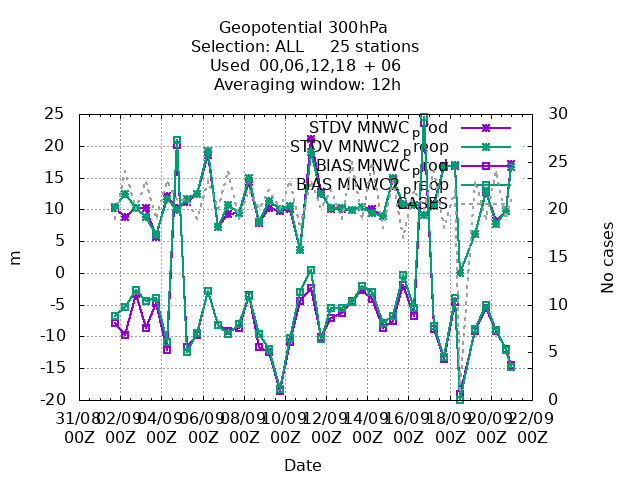 Geopotential 300hPa
Selection: ALL 25 stations
Used 00,06,12,18 + 06
Averaging window: 12h
25
20
15
10
5
0
-5
-10
-15
-20
m
30
25
20
15
10
5
0
No cases
STDV MNWC_prod
STDV MNWC2_preop
BIAS MNWC_prod
BIAS MNWC2_preop
CASES
31/08 02/09 04/09 06/09 08/09 10/09 12/09 14/09 16/09 18/09 20/09 22/09
00Z 00Z 00Z 00Z 00Z 00Z 00Z 00Z 00Z 00Z 00Z 00Z
Date